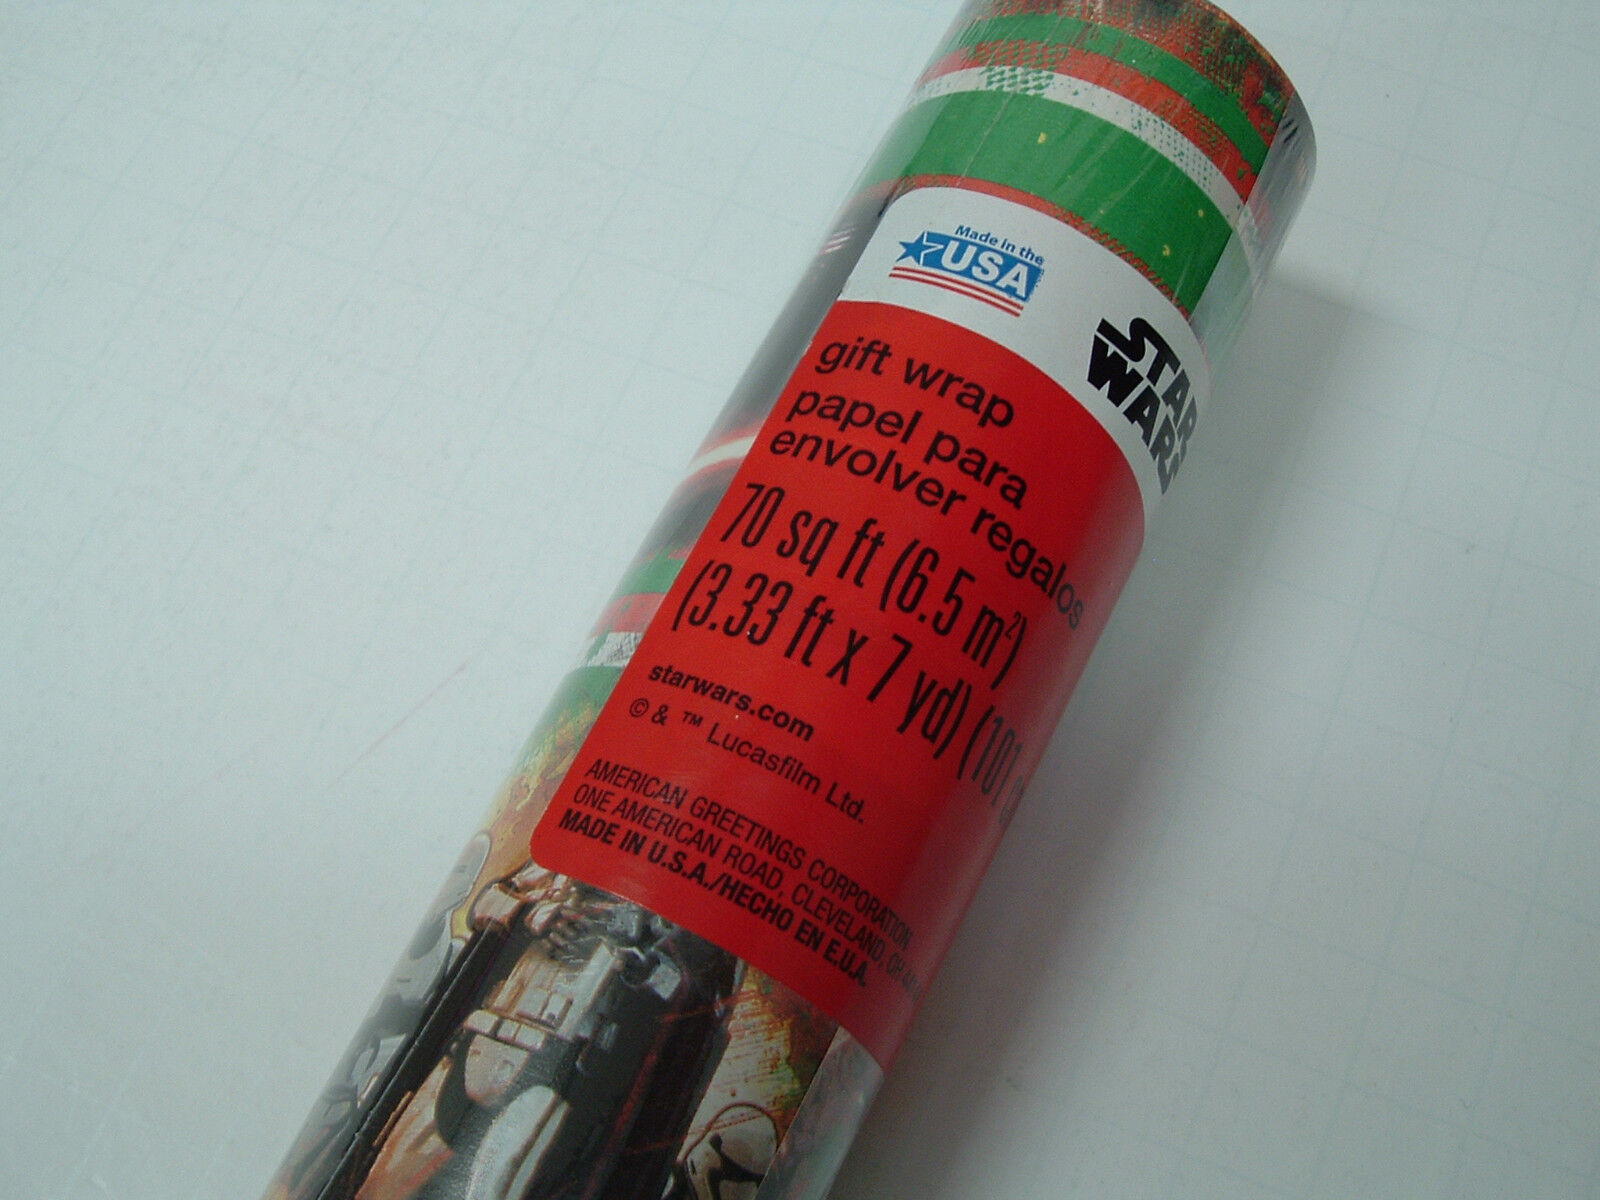 Made in the
USA
STAR
WARS
gift wrap
papel para
envolver regalos
70 sq ft (6.5 m²)
(3.33 ft x 7 yd) (101
starwars.com
© & ™ Lucasfilm Ltd.
AMERICAN GREETINGS CORPORATION,
ONE AMERICAN ROAD, CLEVELAND, OH
MADE IN U.S.A./HECHO EN E.U.A.